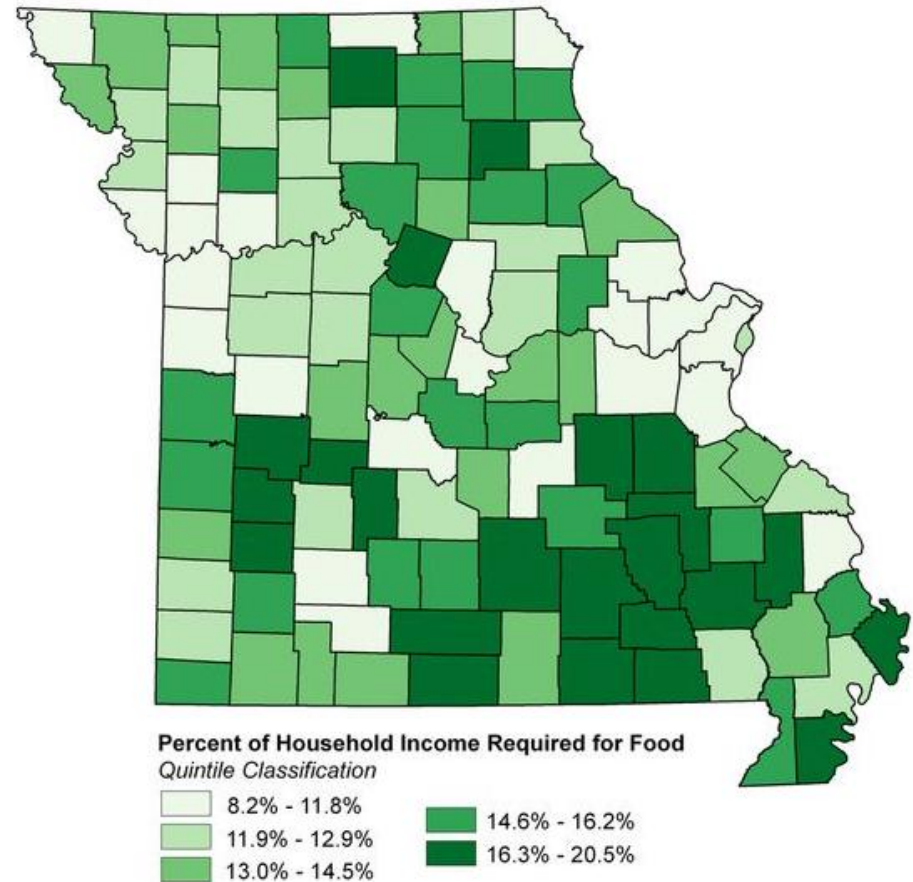 Percent of Household Income Required for Food
Quintile Classification
8.2% - 11.8%
11.9% - 12.9%
13.0% - 14.5%
14.6% - 16.2%
16.3% - 20.5%